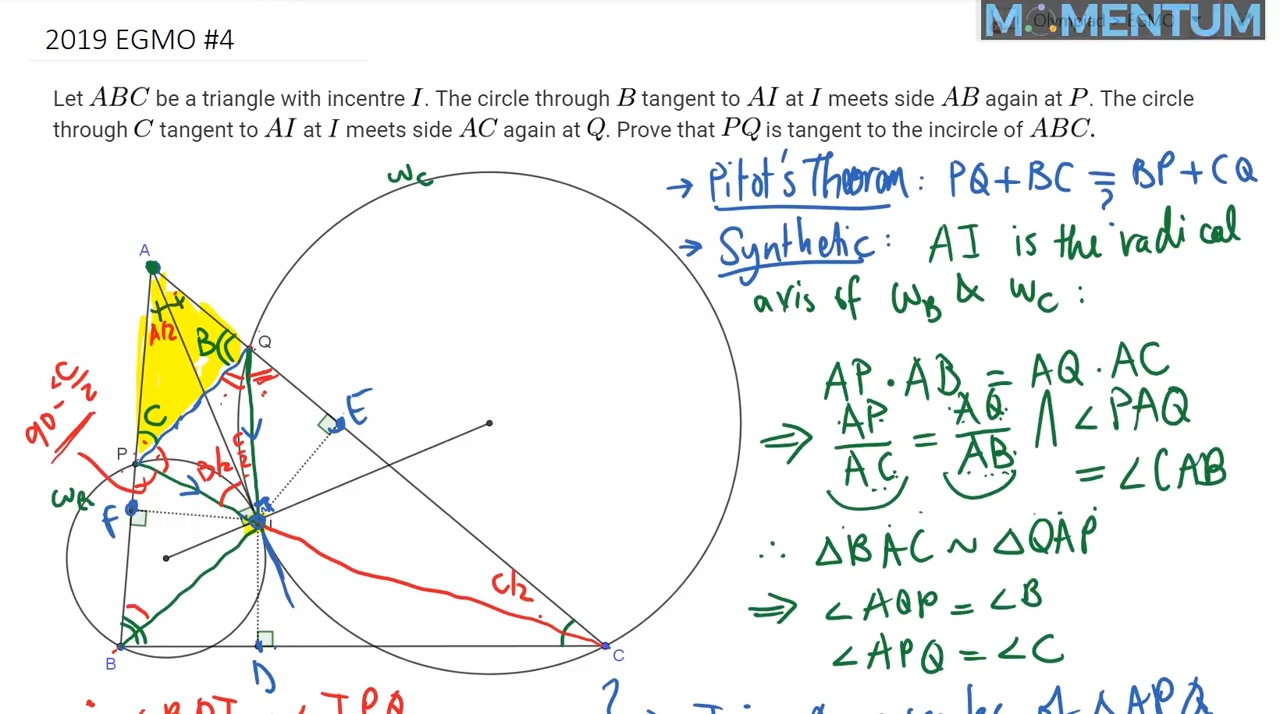 MOMENTUM
2019 EGMO #4
Let ABC be a triangle with incentre I. The circle through B tangent to AI at I meets side AB again at P. The circle
through C tangent to AI at I meets side AC again at Q. Prove that PQ is tangent to the incircle of ABC.
→ Pitot's Theorem: PQ+BC =? BP+CQ
→ Synthetic: AI is the radical
axis of ω_B & ω_C :
AP·AB = AQ·AC
⇒ AP/AC = AQ/AB ∧ ∠PAQ
= ∠CAB
∴ △BAC ~ △QAP
⇒ ∠AQP = ∠B
∠APQ = ∠C
ω_C
A
A/2
B
Q
90-∠C/2
C
E
P
B/2
C/2
ω_B
F
I
C/2
B
D
C